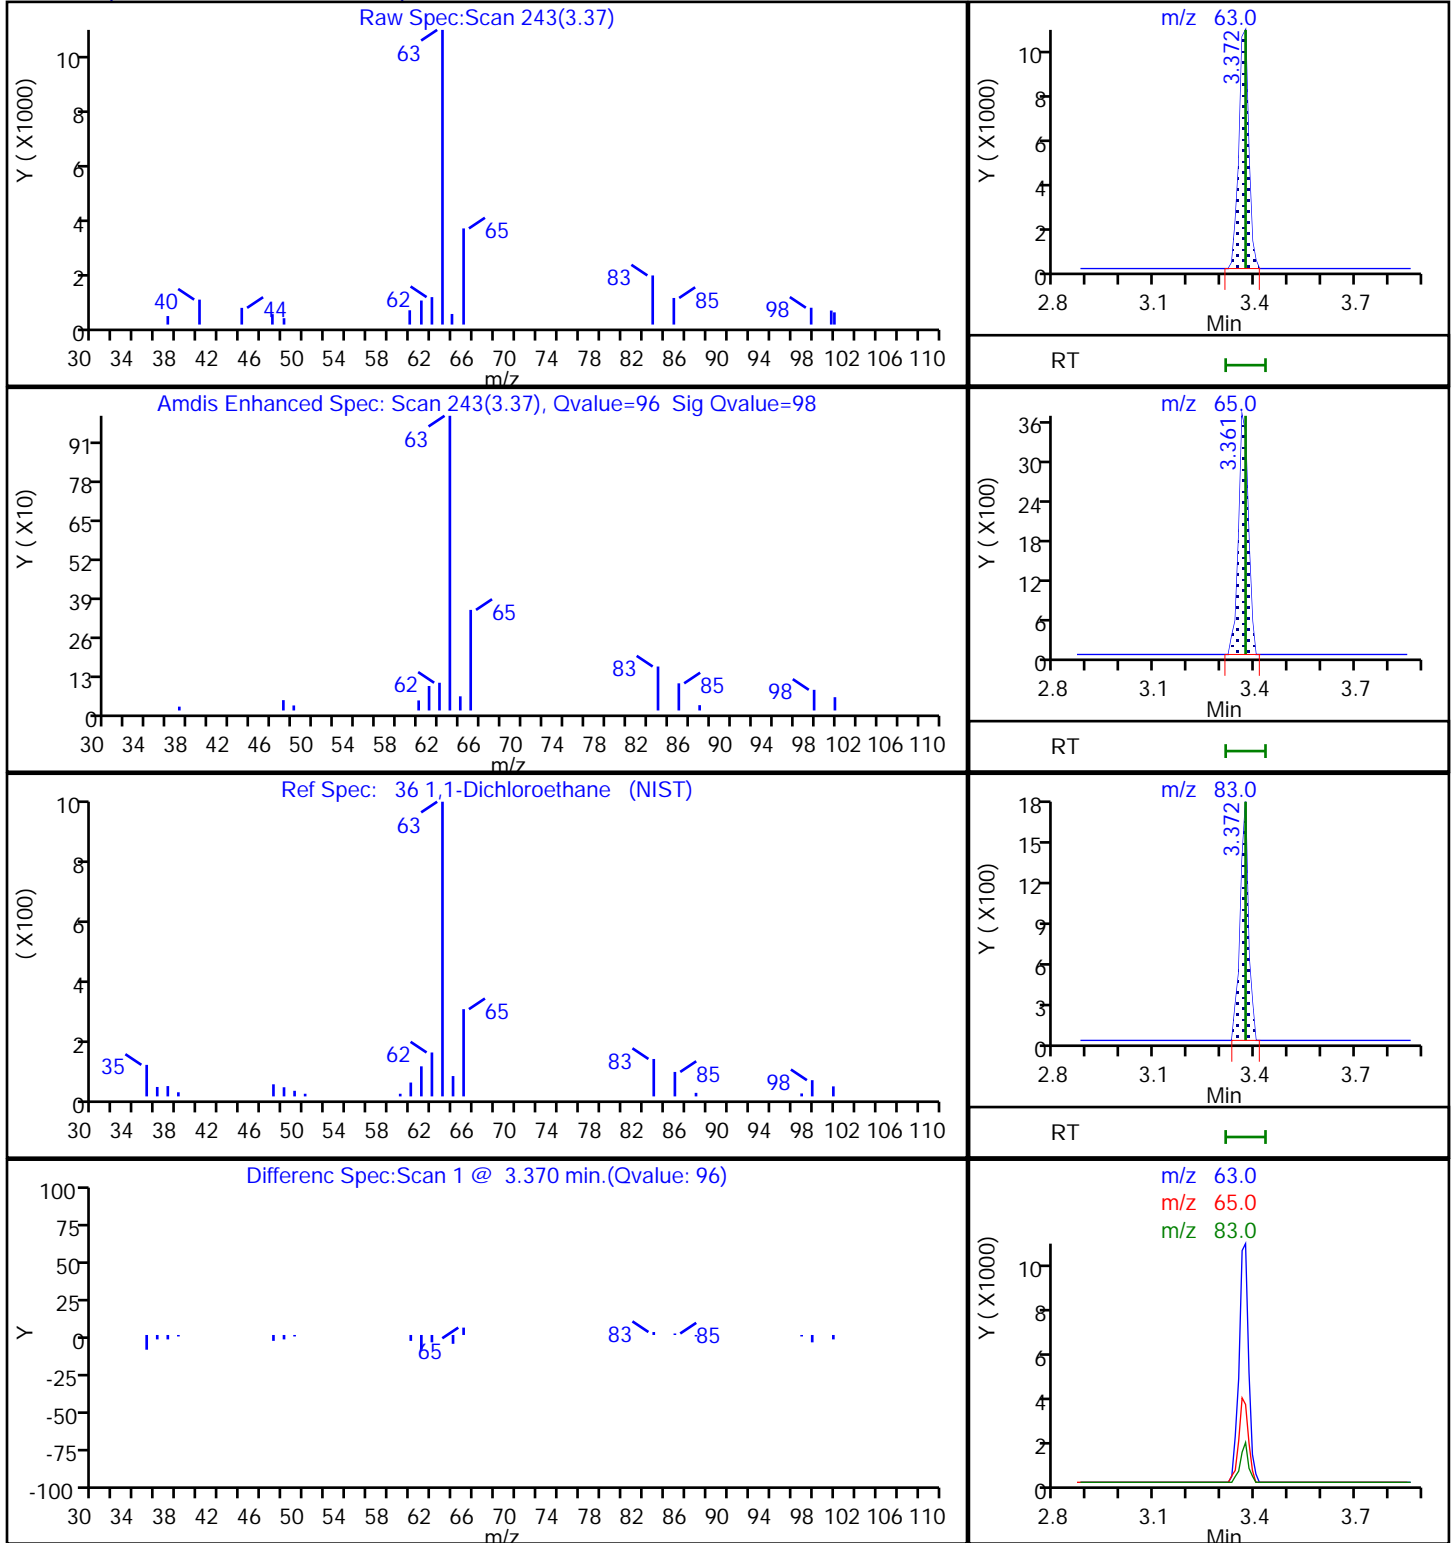 Raw Spec:Scan 243(3.37)
Y ( X1000)
10
8
6
4
2
0
63
65
40
44
62
83
85
98
30 34 38 42 46 50 54 58 62 66 70 74 78 82 86 90 94 98 102 106 110
m/z
m/z 63.0
Y ( X1000)
10
8
6
4
2
0
3.372
2.8 3.1 3.4 3.7
Min
RT
Amdis Enhanced Spec: Scan 243(3.37), Qvalue=96 Sig Qvalue=98
Y ( X10)
91
78
65
52
39
26
13
0
63
65
62
83
85
98
30 34 38 42 46 50 54 58 62 66 70 74 78 82 86 90 94 98 102 106 110
m/z
m/z 65.0
Y ( X100)
36
30
24
18
12
6
0
3.361
2.8 3.1 3.4 3.7
Min
RT
Ref Spec: 36 1,1-Dichloroethane (NIST)
( X100)
10
8
6
4
2
0
63
65
35
62
83
85
98
30 34 38 42 46 50 54 58 62 66 70 74 78 82 86 90 94 98 102 106 110
m/z 83.0
Y ( X100)
18
15
12
9
6
3
0
3.372
2.8 3.1 3.4 3.7
Min
RT
Differenc Spec:Scan 1 @ 3.370 min.(Qvalue: 96)
Y
100
75
50
25
0
-25
-50
-75
-100
65
83
85
30 34 38 42 46 50 54 58 62 66 70 74 78 82 86 90 94 98 102 106 110
m/z
m/z 63.0
m/z 65.0
m/z 83.0
Y ( X1000)
10
8
6
4
2
0
2.8 3.1 3.4 3.7
Min